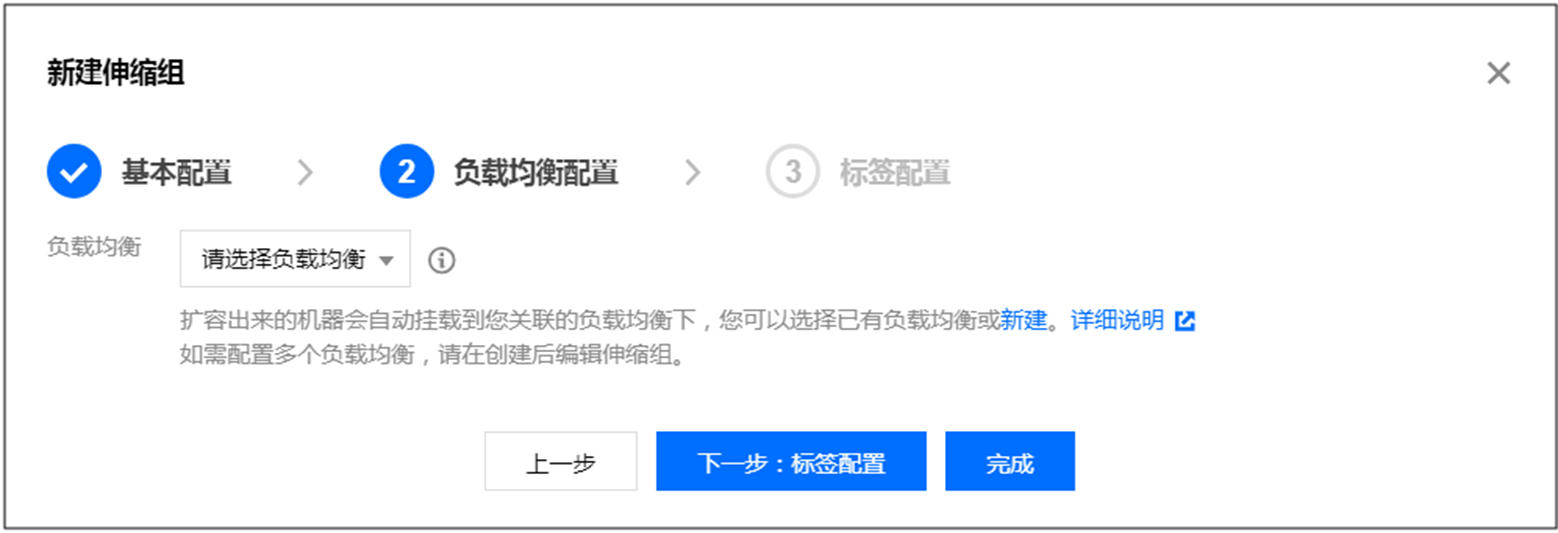 新建伸缩组
基本配置 2 负载均衡配置 3 标签配置
负载均衡 请选择负载均衡
扩容出来的机器会自动挂载到您关联的负载均衡下，您可以选择已有负载均衡或新建。详细说明
如需配置多个负载均衡，请在创建后编辑伸缩组。
上一步 下一步：标签配置 完成